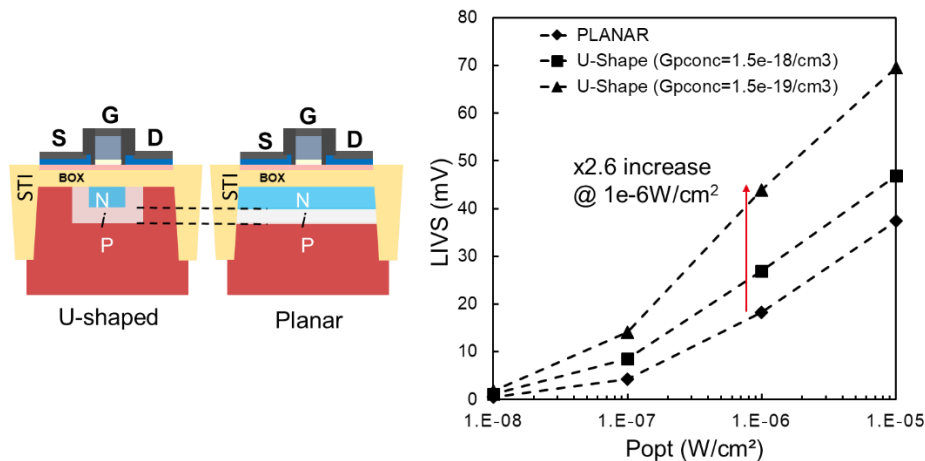 G
S
D
STI
BOX
N
i
P
U-shaped
G
S
D
STI
BOX
N
i
P
Planar
80
70
60
50
40
30
20
10
0
LIVS (mV)
PLANAR
U-Shape (Gpconc=1.5e-18/cm3)
U-Shape (Gpconc=1.5e-19/cm3)
x2.6 increase
@ 1e-6W/cm²
1.E-08
1.E-07
1.E-06
1.E-05
Popt (W/cm²)